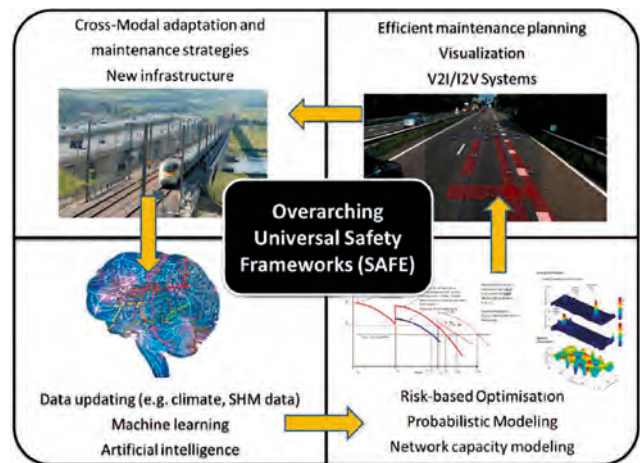 Cross-Modal adaptation and
maintenance strategies
New infrastructure
Efficient maintenance planning
Visualization
V2I/I2V Systems
Overarching
Universal Safety
Frameworks (SAFE)
Data updating (e.g. climate, SHM data)
Machine learning
Artificial intelligence
Risk-based Optimisation
Probabilistic Modeling
Network capacity modeling